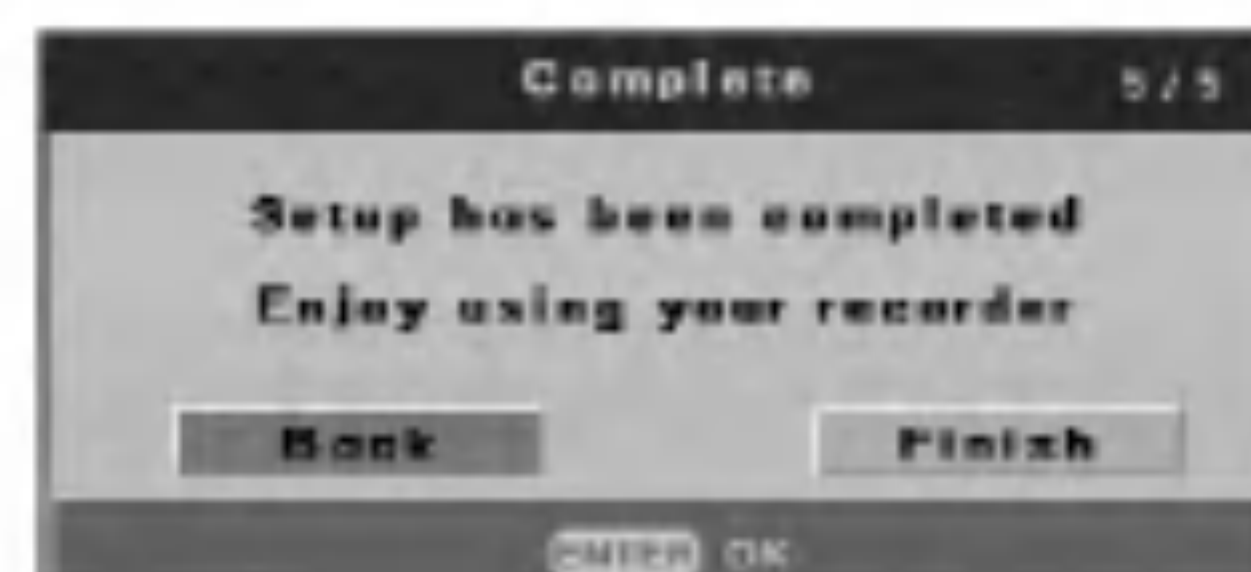 Complete 5 / 5
Setup has been completed
Enjoy using your recorder
Back Finish
ENTER OK